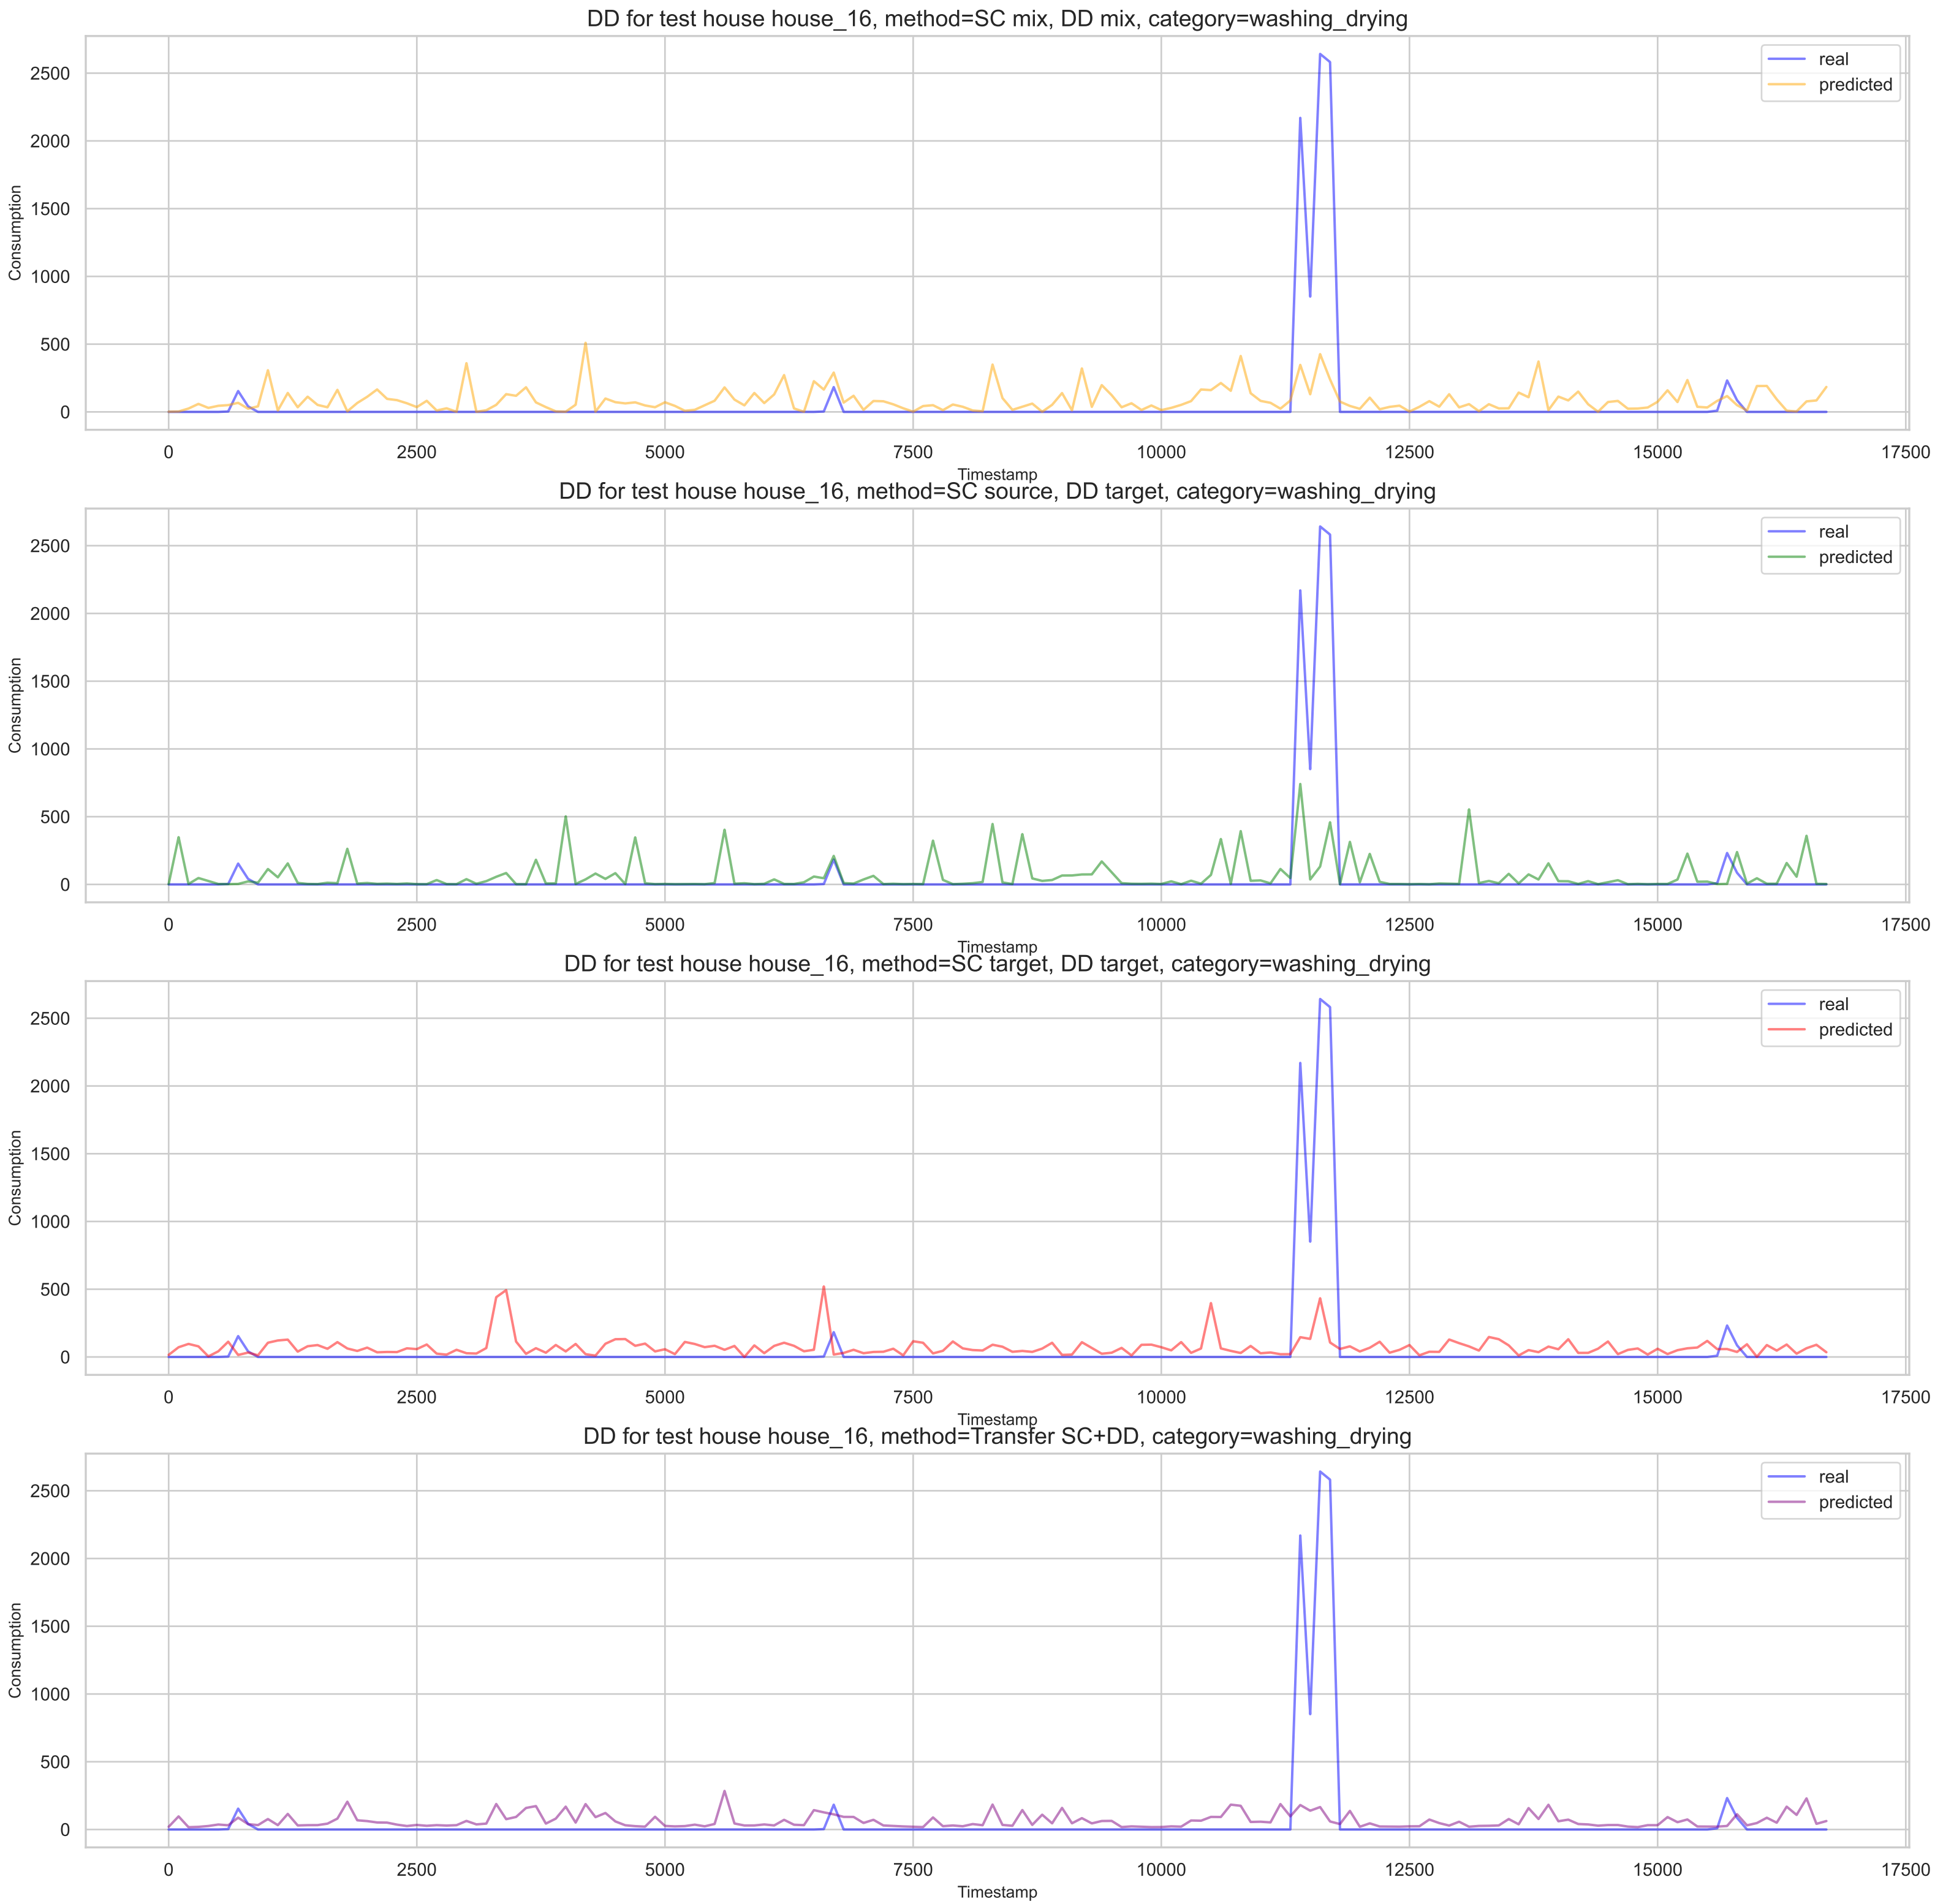 DD for test house house_16, method=SC mix, DD mix, category=washing_drying
real
predicted
Consumption
2500
2000
1500
1000
500
0
0 2500 5000 7500 10000 12500 15000 17500
Timestamp
DD for test house house_16, method=SC source, DD target, category=washing_drying
real
predicted
Consumption
2500
2000
1500
1000
500
0
0 2500 5000 7500 10000 12500 15000 17500
Timestamp
DD for test house house_16, method=SC target, DD target, category=washing_drying
real
predicted
Consumption
2500
2000
1500
1000
500
0
0 2500 5000 7500 10000 12500 15000 17500
Timestamp
DD for test house house_16, method=Transfer SC+DD, category=washing_drying
real
predicted
Consumption
2500
2000
1500
1000
500
0
0 2500 5000 7500 10000 12500 15000 17500
Timestamp